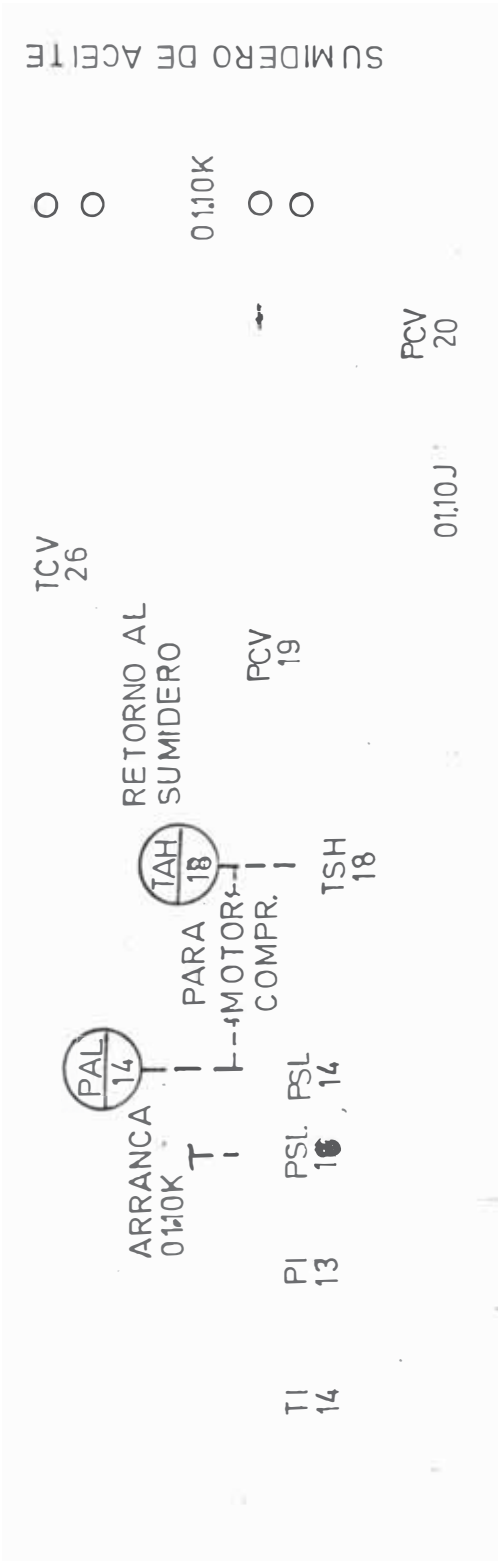 TI
14
PI
13
ARRANCA
01.10K
PSL
PAL
14
PSL
14
PARA
MOTOR
COMPR.
TAH
18
TSH
18
RETORNO AL
SUMIDERO
TCV
26
PCV
19
01.10J
PCV
20
01.10K
SUMIDERO DE ACEITE